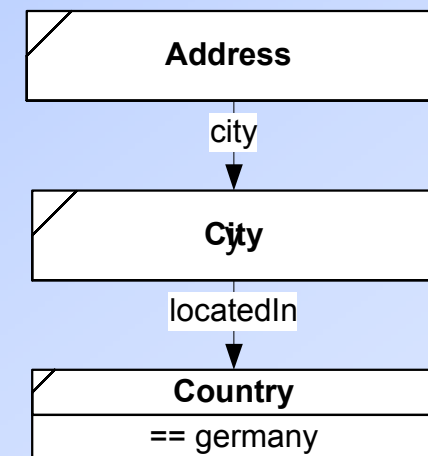 Address
city
City
locatedIn
Country
== germany